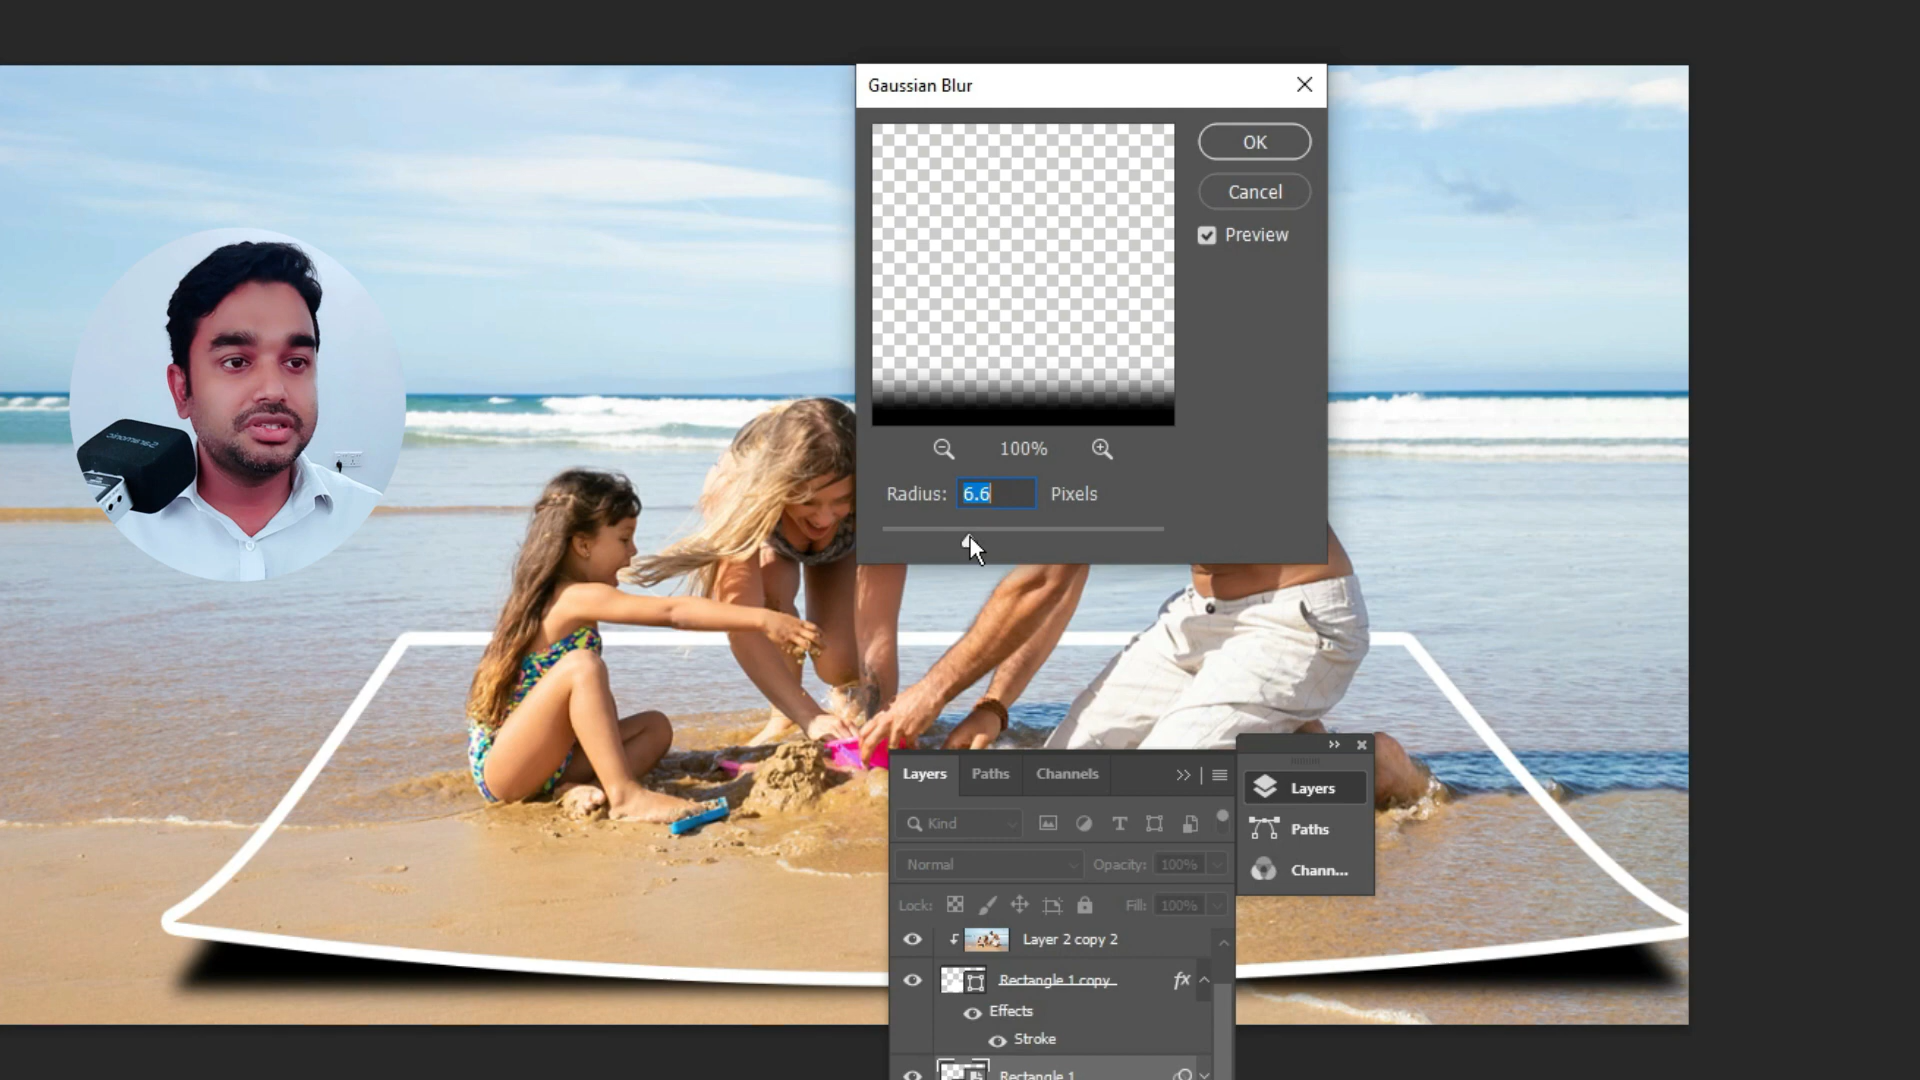 Gaussian Blur
OK
Cancel
Preview
100%
Radius: 6.6 Pixels
Layers Paths Channels
Kind
Normal Opacity: 100%
Lock: Fill: 100%
Layer 2 copy 2
Rectangle 1 copy fx
Effects
Stroke
Rectangle 1
Layers
Paths
Chann...